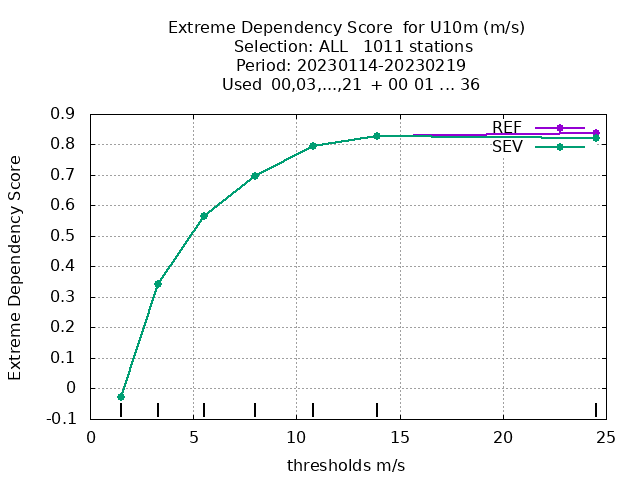 Extreme Dependency Score  for U10m (m/s)
Selection: ALL   1011 stations
Period: 20230114-20230219
Used  00,03,...,21  + 00 01 ... 36
REF
SEV
Extreme Dependency Score
0.9
0.8
0.7
0.6
0.5
0.4
0.3
0.2
0.1
0
-0.1
0 5 10 15 20 25
thresholds m/s